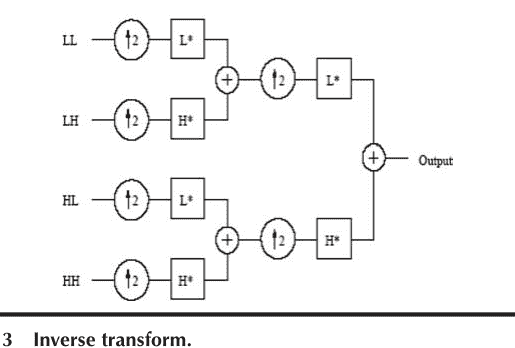 LL ↑2 L*
+ ↑2 L*
LH ↑2 H*
+ Output
HL ↑2 L*
+ ↑2 H*
HH ↑2 H*
3 Inverse transform.